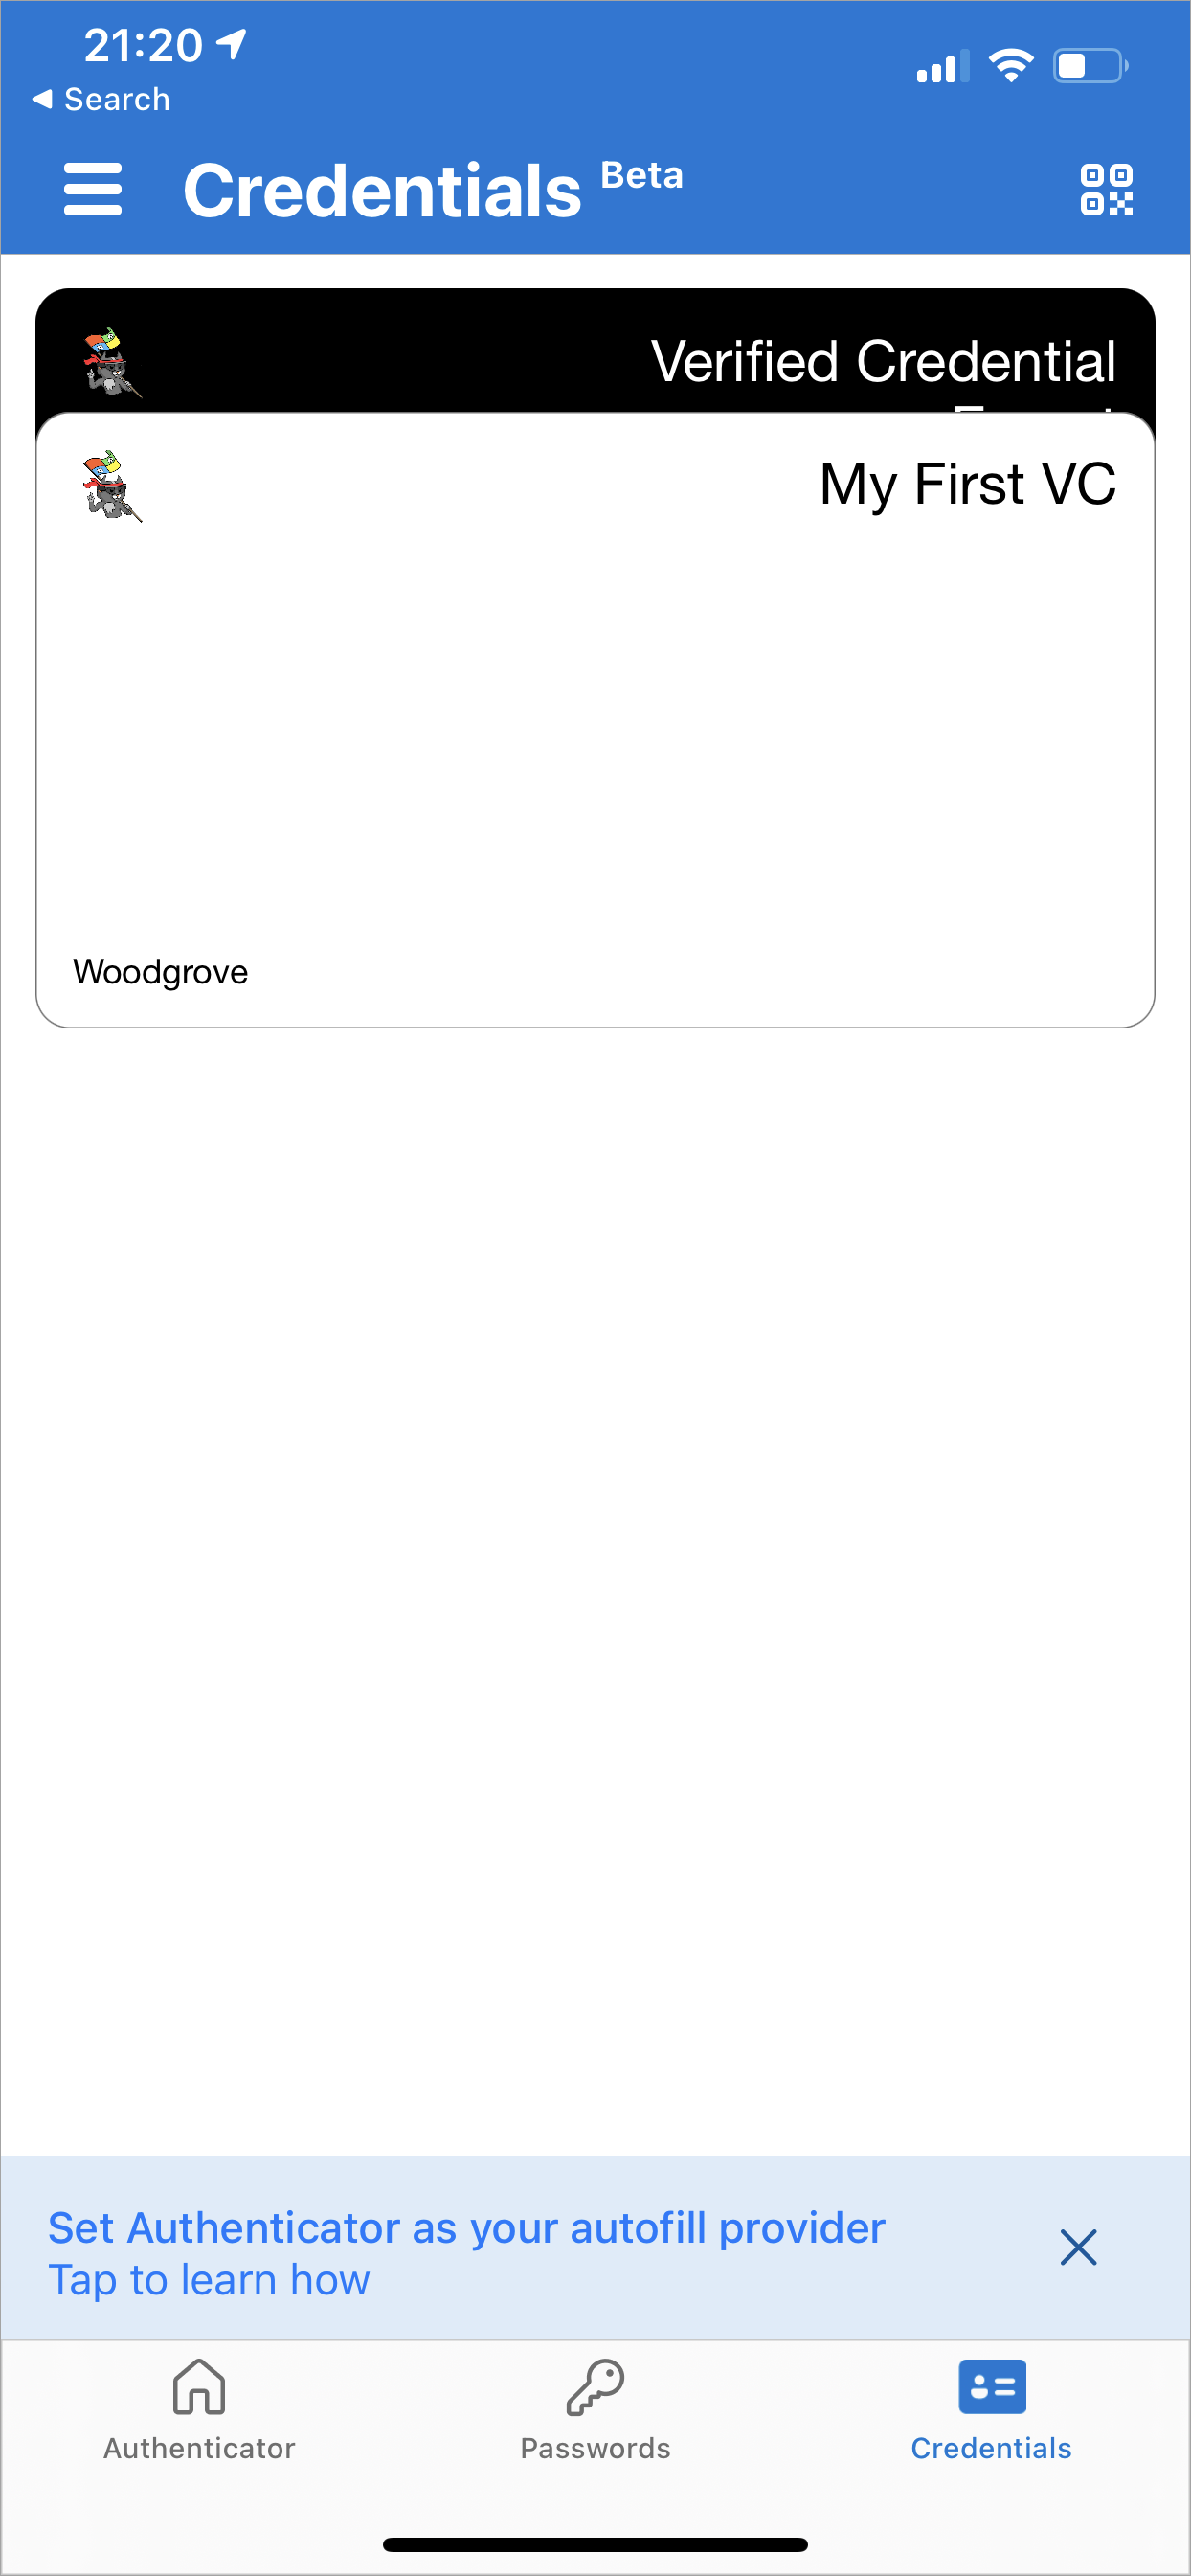 21:20
Search
Credentials Beta
Verified Credential
My First VC
Woodgrove
Set Authenticator as your autofill provider
Tap to learn how
Authenticator
Passwords
Credentials